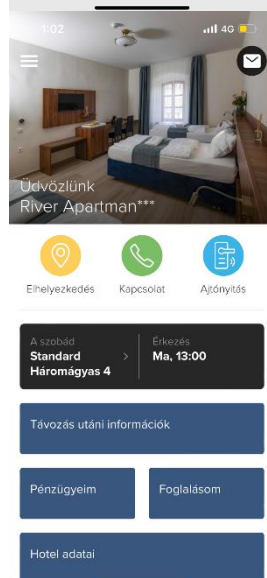 1:02
4G
Üdvözlünk
River Apartman***
Elhelyezkedés
Kapcsolat
Ajtónyitás
A szobád
Standard
Háromágyas 4
Érkezés
Ma, 13:00
Távozás utáni információk
Pénzügyeim
Foglalásom
Hotel adatai